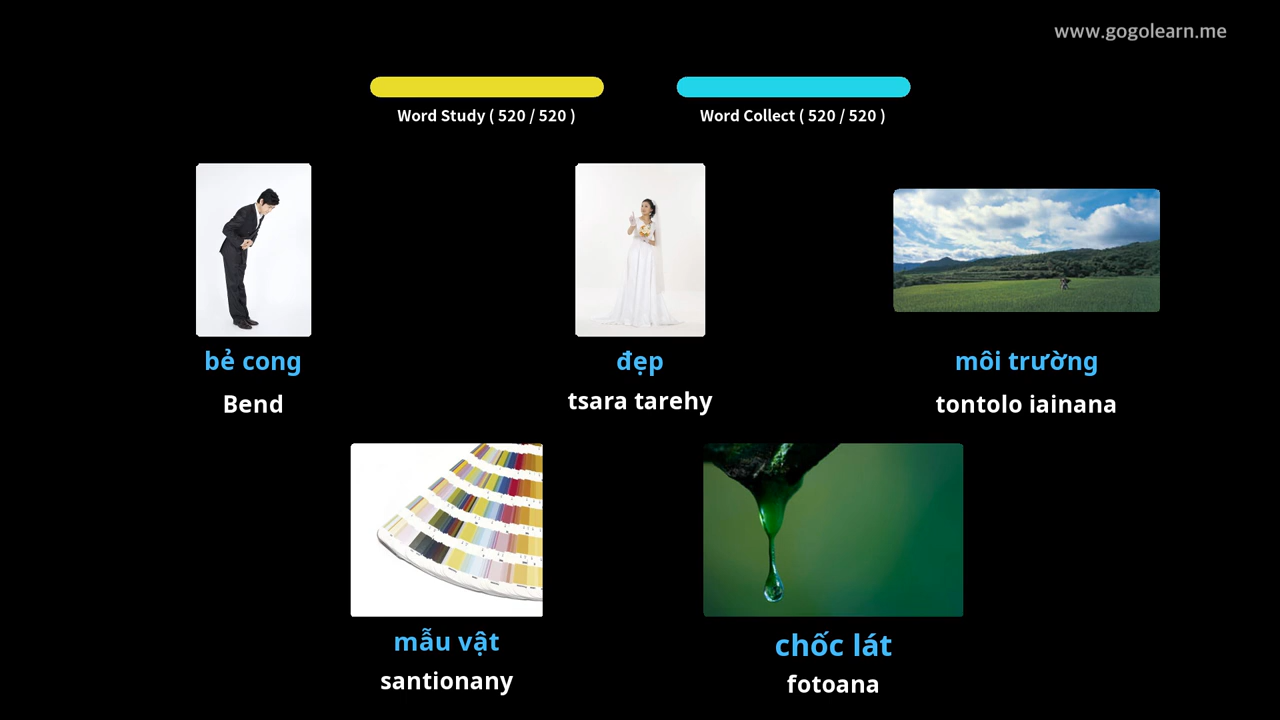 www.gogolearn.me
Word Study ( 520 / 520 )
Word Collect ( 520 / 520 )
bẻ cong
đẹp
môi trường
Bend
tsara tarehy
tontolo iainana
mẫu vật
chốc lát
santionany
fotoana